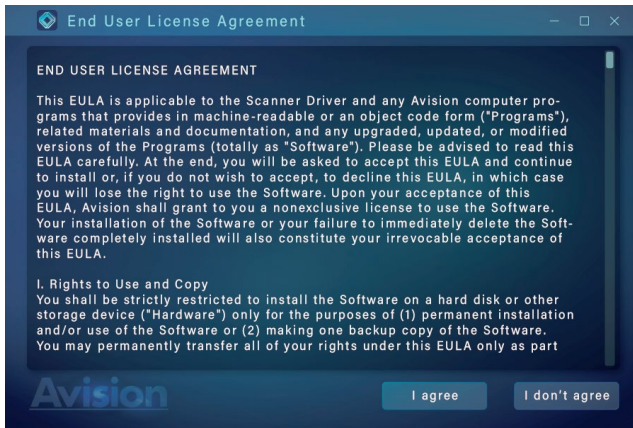 End User License Agreement
END USER LICENSE AGREEMENT
This EULA is applicable to the Scanner Driver and any Avision computer pro-
grams that provides in machine-readable or an object code form ("Programs"),
related materials and documentation, and any upgraded, updated, or modified
versions of the Programs (totally as "Software"). Please be advised to read this
EULA carefully. At the end, you will be asked to accept this EULA and continue
to install or, if you do not wish to accept, to decline this EULA, in which case
you will lose the right to use the Software. Upon your acceptance of this
EULA, Avision shall grant to you a nonexclusive license to use the Software.
Your installation of the Software or your failure to immediately delete the Soft-
ware completely installed will also constitute your irrevocable acceptance of
this EULA.
I. Rights to Use and Copy
You shall be strictly restricted to install the Software on a hard disk or other
storage device ("Hardware") only for the purposes of (1) permanent installation
and/or use of the Software or (2) making one backup copy of the Software.
You may permanently transfer all of your rights under this EULA only as part
Avision
I agree
I don't agree